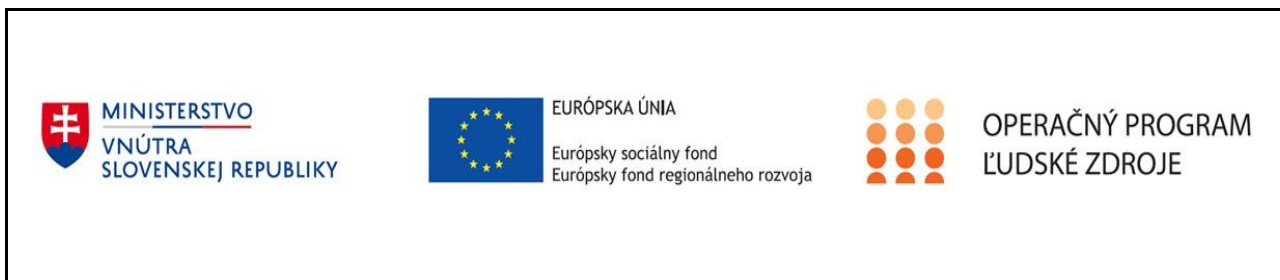 MINISTERSTVO
VNÚTRA
SLOVENSKEJ REPUBLIKY
EURÓPSKA ÚNIA
Európsky sociálny fond
Európsky fond regionálneho rozvoja
OPERAČNÝ PROGRAM
ĽUDSKÉ ZDROJE